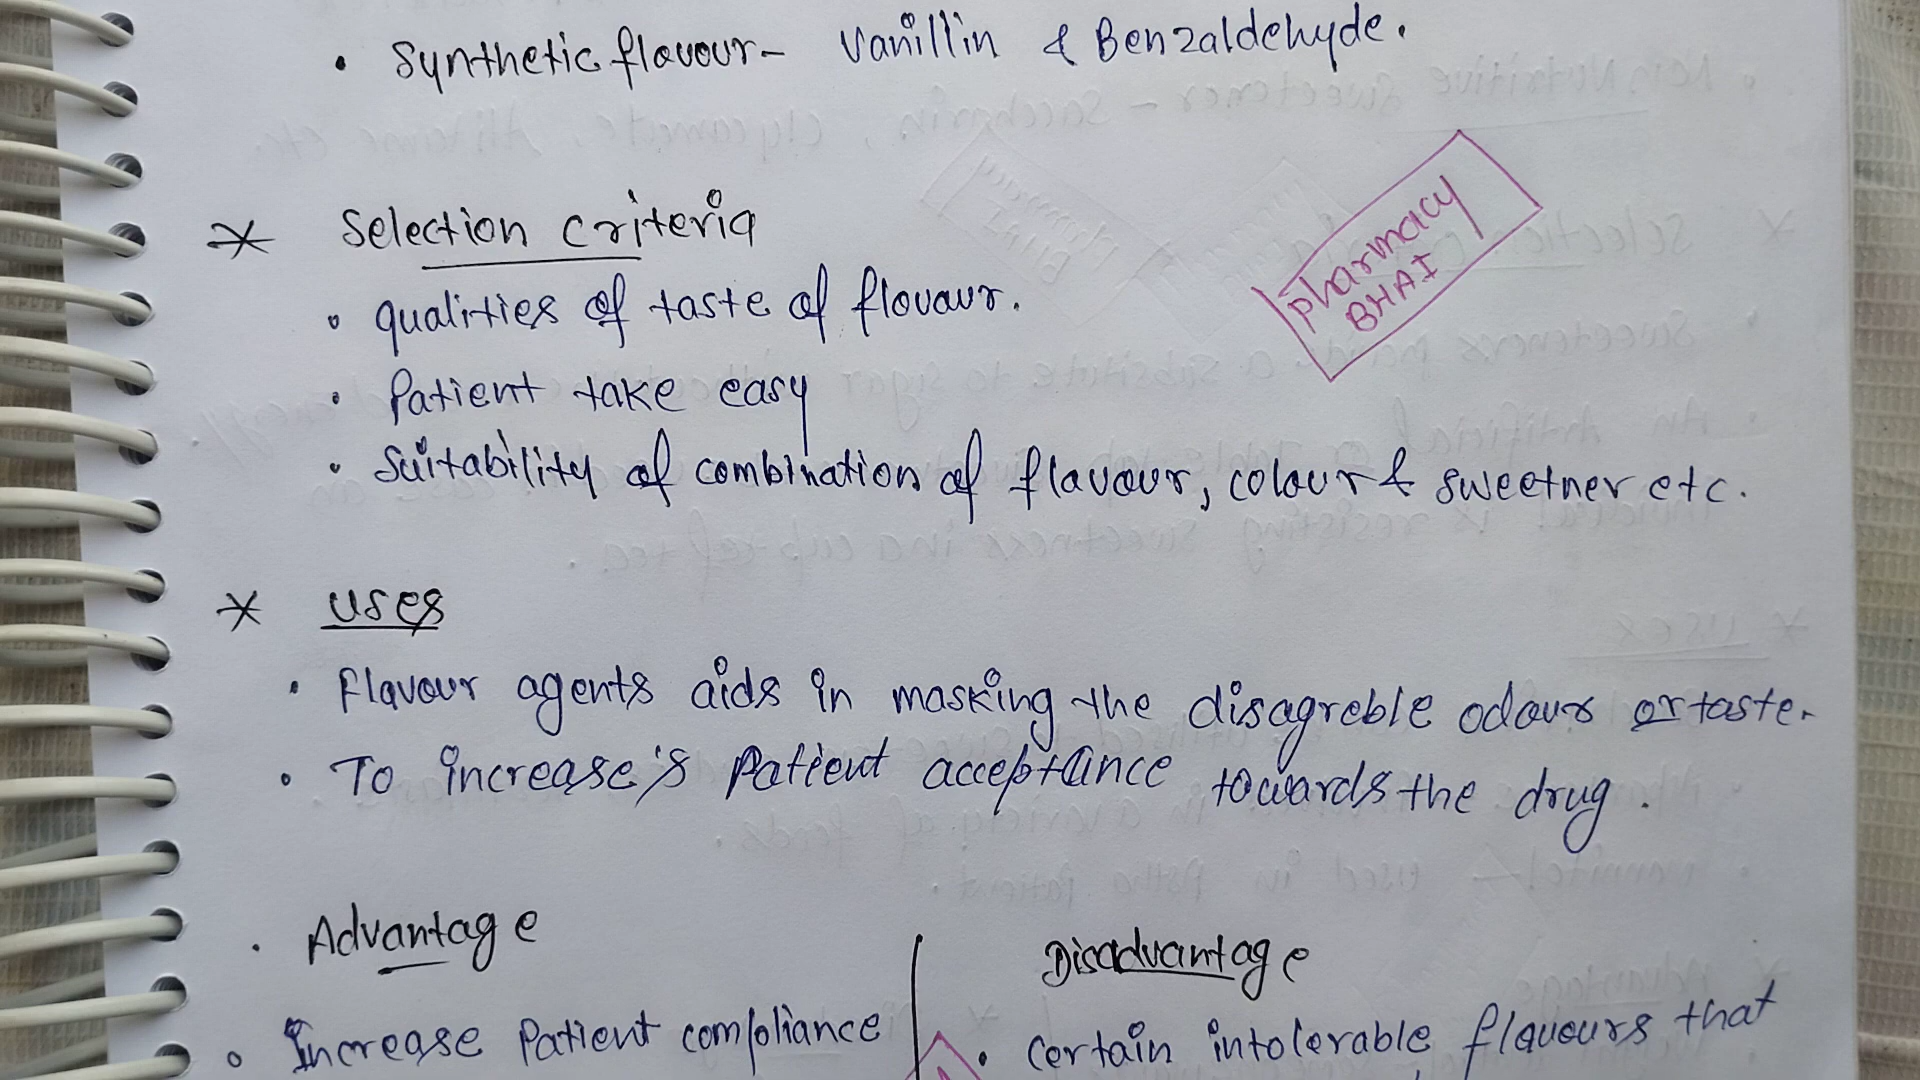 • Synthetic flavour- Vanillin & Benzaldehyde.
* Selection criteria
Pharmacy
BHAI
• qualities of taste of flovaur.
• Patient take easy
• Suitability of combination of flavour, colour & sweetner etc.
* uses
• Flavour agents aids in masking the disagreble odours or taste.
• To increase's Patient acceptance towards the drug.
• Advantage
Disadvantage
• Increase Patient compliance
• Certain intolerable flavours that